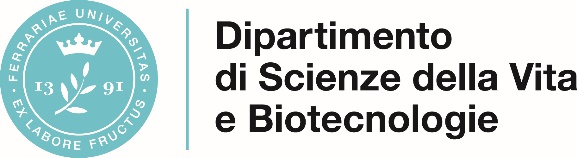 FERRARIAE UNIVERSITAS
13 91
EX LABORE FRUCTUS
Dipartimento
di Scienze della Vita
e Biotecnologie